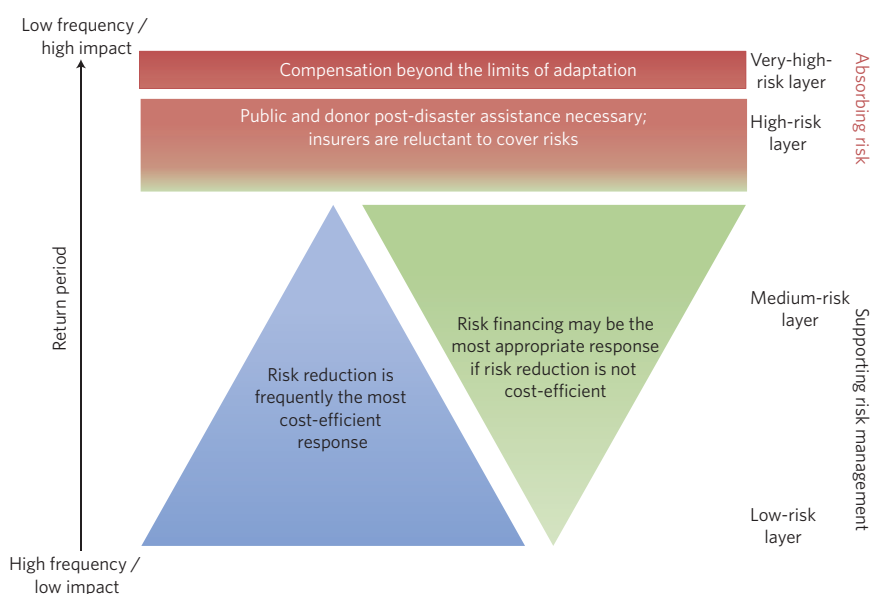 Low frequency /
high impact
Compensation beyond the limits of adaptation
Very-high-
risk layer
Absorbing risk
Public and donor post-disaster assistance necessary;
insurers are reluctant to cover risks
High-risk
layer
Return period
Medium-risk
layer
Supporting risk management
Risk financing may be the
most appropriate response
if risk reduction is not
cost-efficient
Risk reduction is
frequently the most
cost-efficient
response
Low-risk
layer
High frequency /
low impact